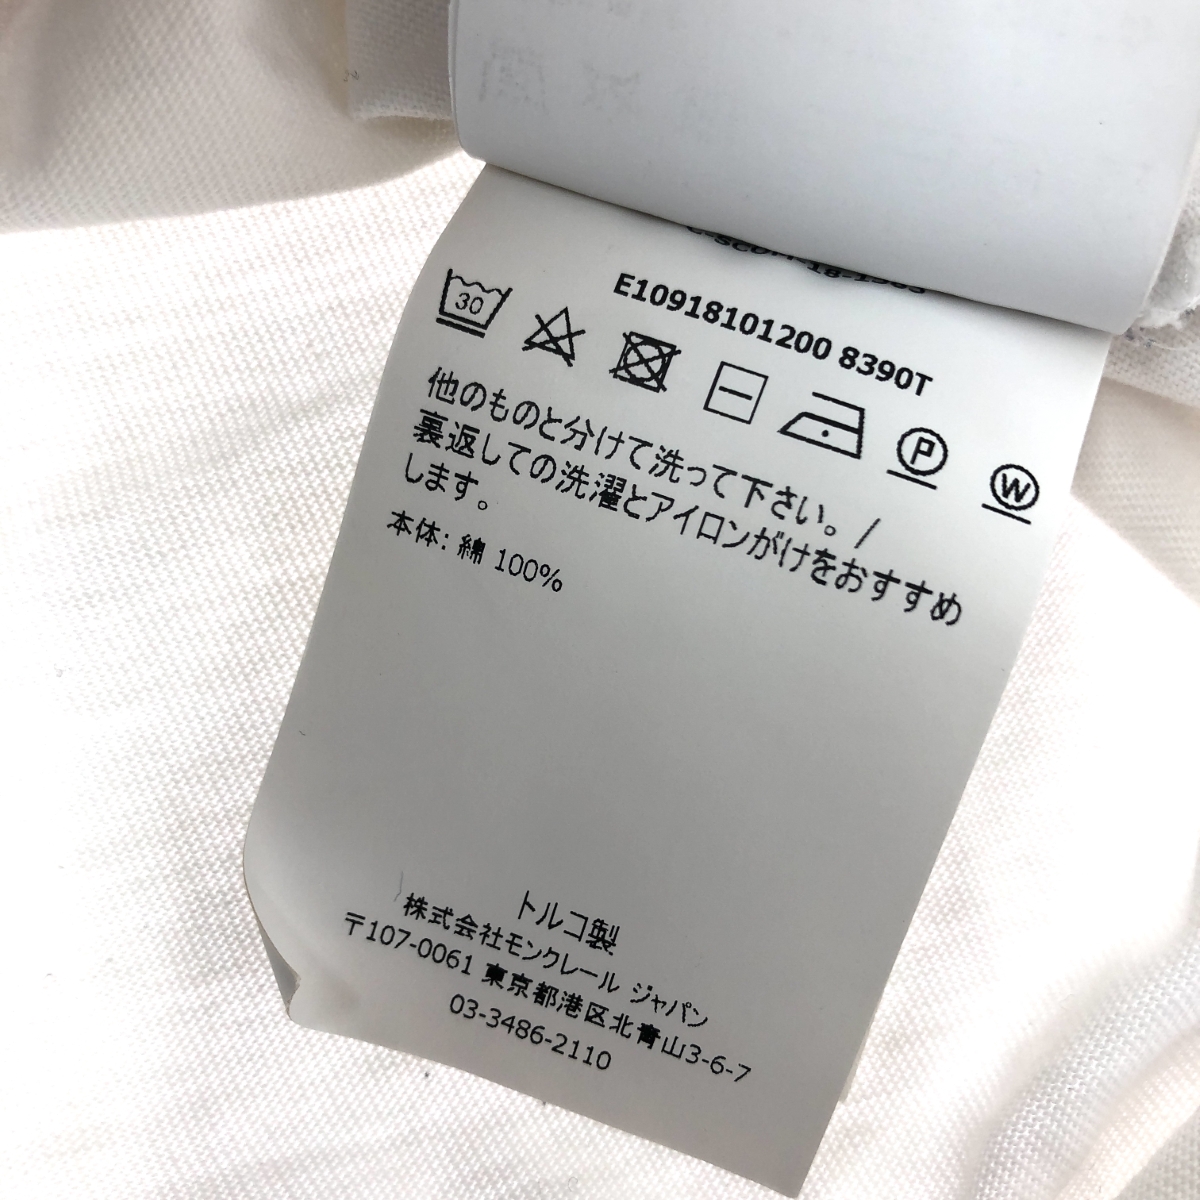 E10918101200 8390T
30
P
W
他のものと分けて洗って下さい。/
裏返しての洗濯とアイロンがけをおすすめ
します。
本体: 綿 100%
トルコ製
株式会社モンクレール ジャパン
〒107-0061 東京都港区北青山3-6-7
03-3486-2110